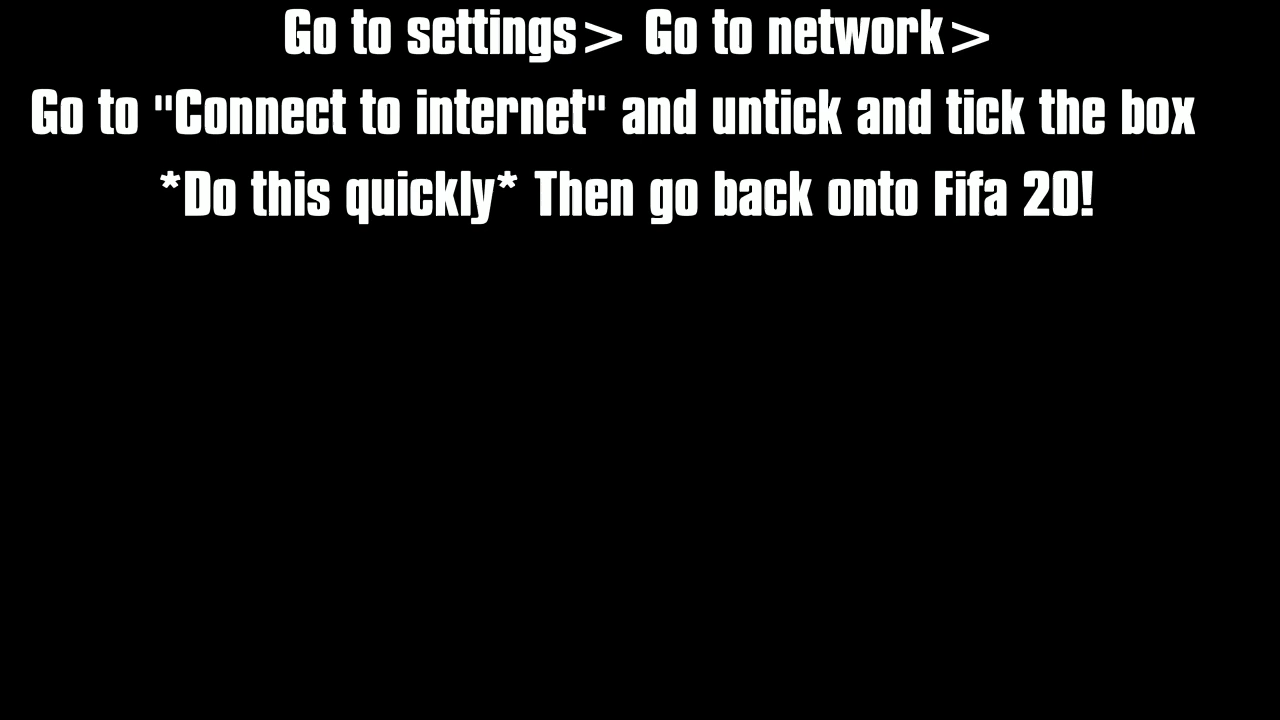 Go to settings> Go to network>
Go to "Connect to internet" and untick and tick the box
*Do this quickly* Then go back onto Fifa 20!